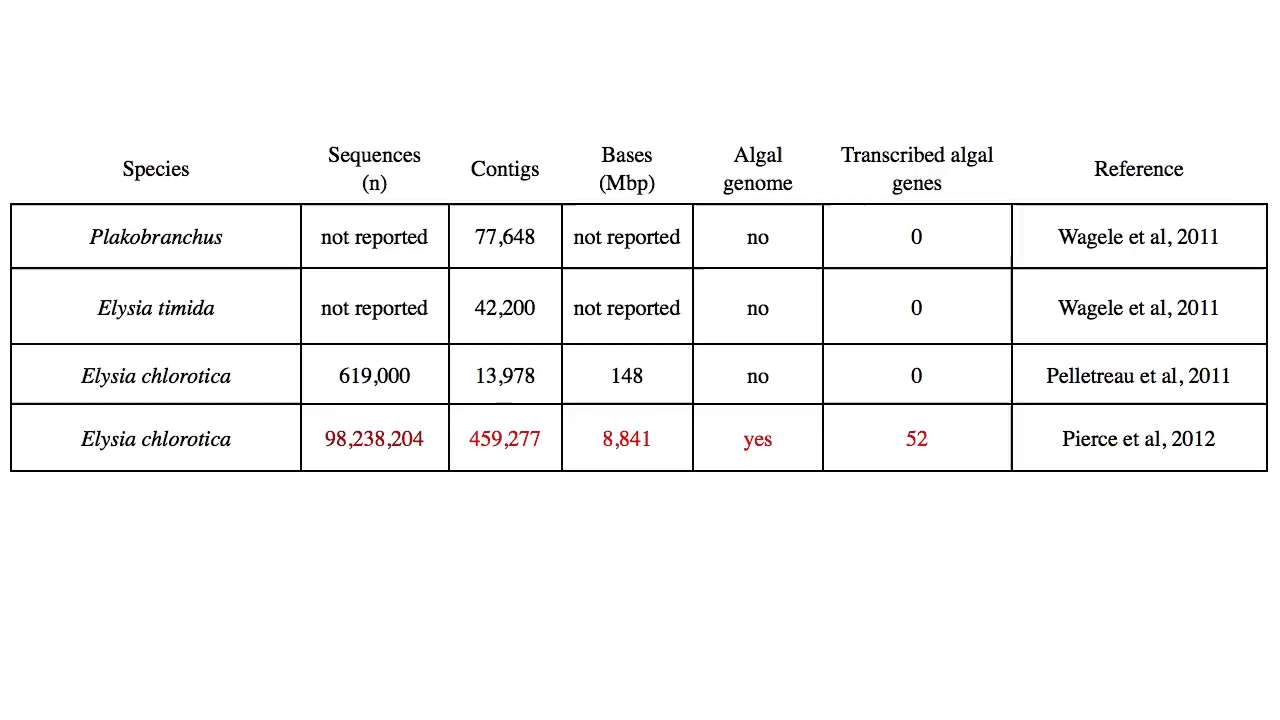 Species Sequences (n) Contigs Bases (Mbp) Algal genome Transcribed algal genes Reference
Plakobranchus not reported 77,648 not reported no 0 Wagele et al, 2011
Elysia timida not reported 42,200 not reported no 0 Wagele et al, 2011
Elysia chlorotica 619,000 13,978 148 no 0 Pelletreau et al, 2011
Elysia chlorotica 98,238,204 459,277 8,841 yes 52 Pierce et al, 2012